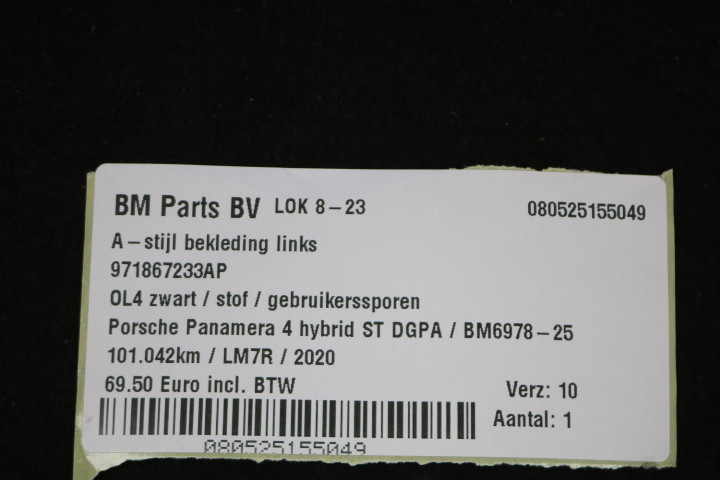 BM Parts BV LOK 8-23 080525155049
A-stijl bekleding links
971867233AP
OL4 zwart / stof / gebruikerssporen
Porsche Panamera 4 hybrid ST DGPA / BM6978-25
101.042km / LM7R / 2020
69.50 Euro incl. BTW Verz: 10
Aantal: 1
080525155049